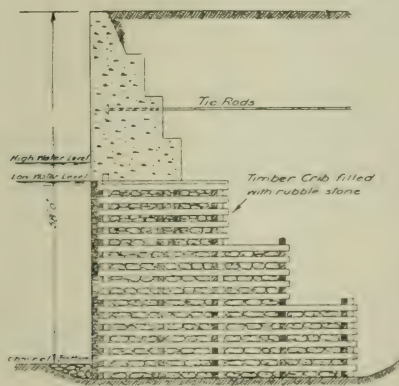 Tie Rods
High Water Level
Low Water Level
Timber Crib filled
with rubble stone
Channel Bottom